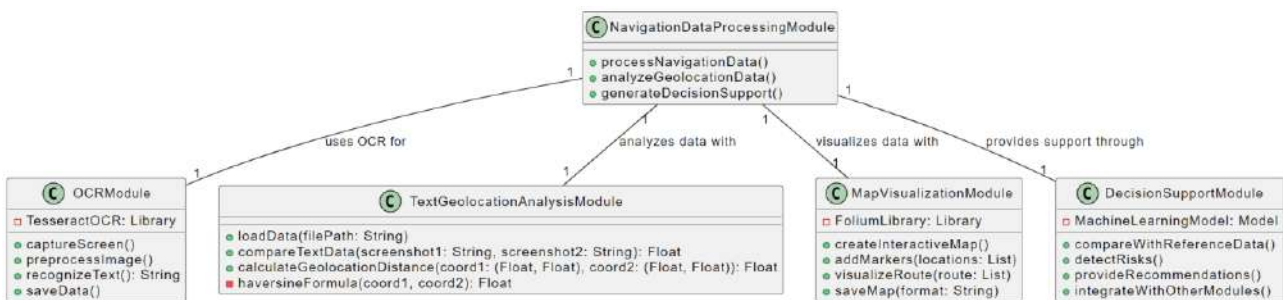 C NavigationDataProcessingModule
processNavigationData()
analyzeGeolocationData()
generateDecisionSupport()
1
1
1
1
uses OCR for
analyzes data with
visualizes data with
provides support through
1
1
1
1
C OCRModule
TesseractOCR: Library
captureScreen()
preprocessImage()
recognizeText(): String
saveData()
C TextGeolocationAnalysisModule
loadData(filePath: String)
compareTextData(screenshot1: String, screenshot2: String): Float
calculateGeolocationDistance(coord1: (Float, Float), coord2: (Float, Float)): Float
haversineFormula(coord1, coord2): Float
C MapVisualizationModule
FoliumLibrary: Library
createInteractiveMap()
addMarkers(locations: List)
visualizeRoute(route: List)
saveMap(format: String)
C DecisionSupportModule
MachineLearningModel: Model
compareWithReferenceData()
detectRisks()
provideRecommendations()
integrateWithOtherModules()